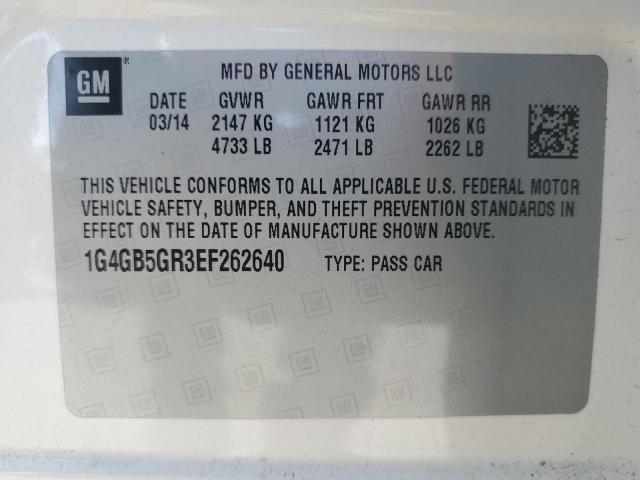 GM ®
MFD BY GENERAL MOTORS LLC
DATE GVWR GAWR FRT GAWR RR
03/14 2147 KG 1121 KG 1026 KG
4733 LB 2471 LB 2262 LB
THIS VEHICLE CONFORMS TO ALL APPLICABLE U.S. FEDERAL MOTOR
VEHICLE SAFETY, BUMPER, AND THEFT PREVENTION STANDARDS IN
EFFECT ON THE DATE OF MANUFACTURE SHOWN ABOVE.
1G4GB5GR3EF262640 TYPE: PASS CAR